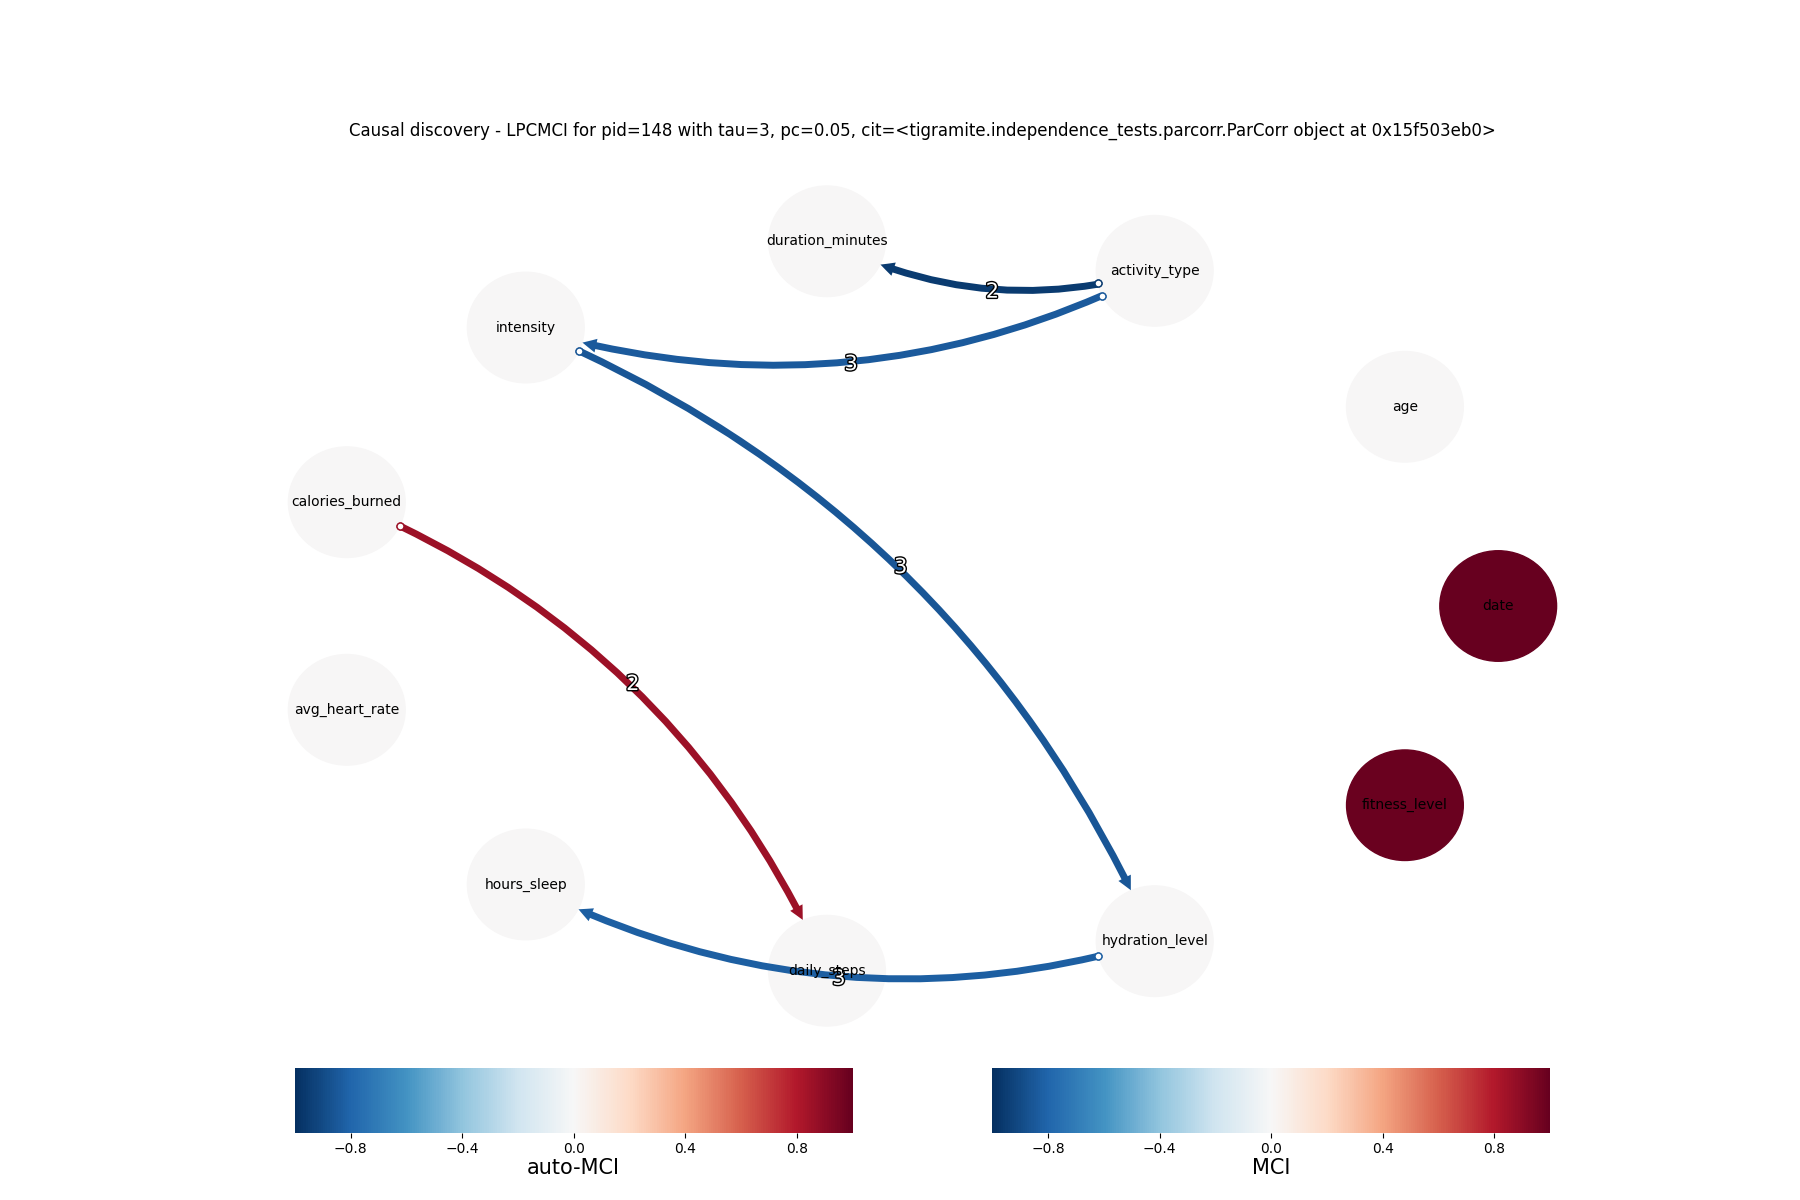 Causal discovery - LPCMCI for pid=148 with tau=3, pc=0.05, cit=<tigramite.independence_tests.parcorr.ParCorr object at 0x15f503eb0>
duration_minutes
activity_type
2
intensity
3
age
calories_burned
3
date
2
avg_heart_rate
fitness_level
hours_sleep
hydration_level
daily_steps
3
−0.8 −0.4 0.0 0.4 0.8
auto-MCI
−0.8 −0.4 0.0 0.4 0.8
MCI